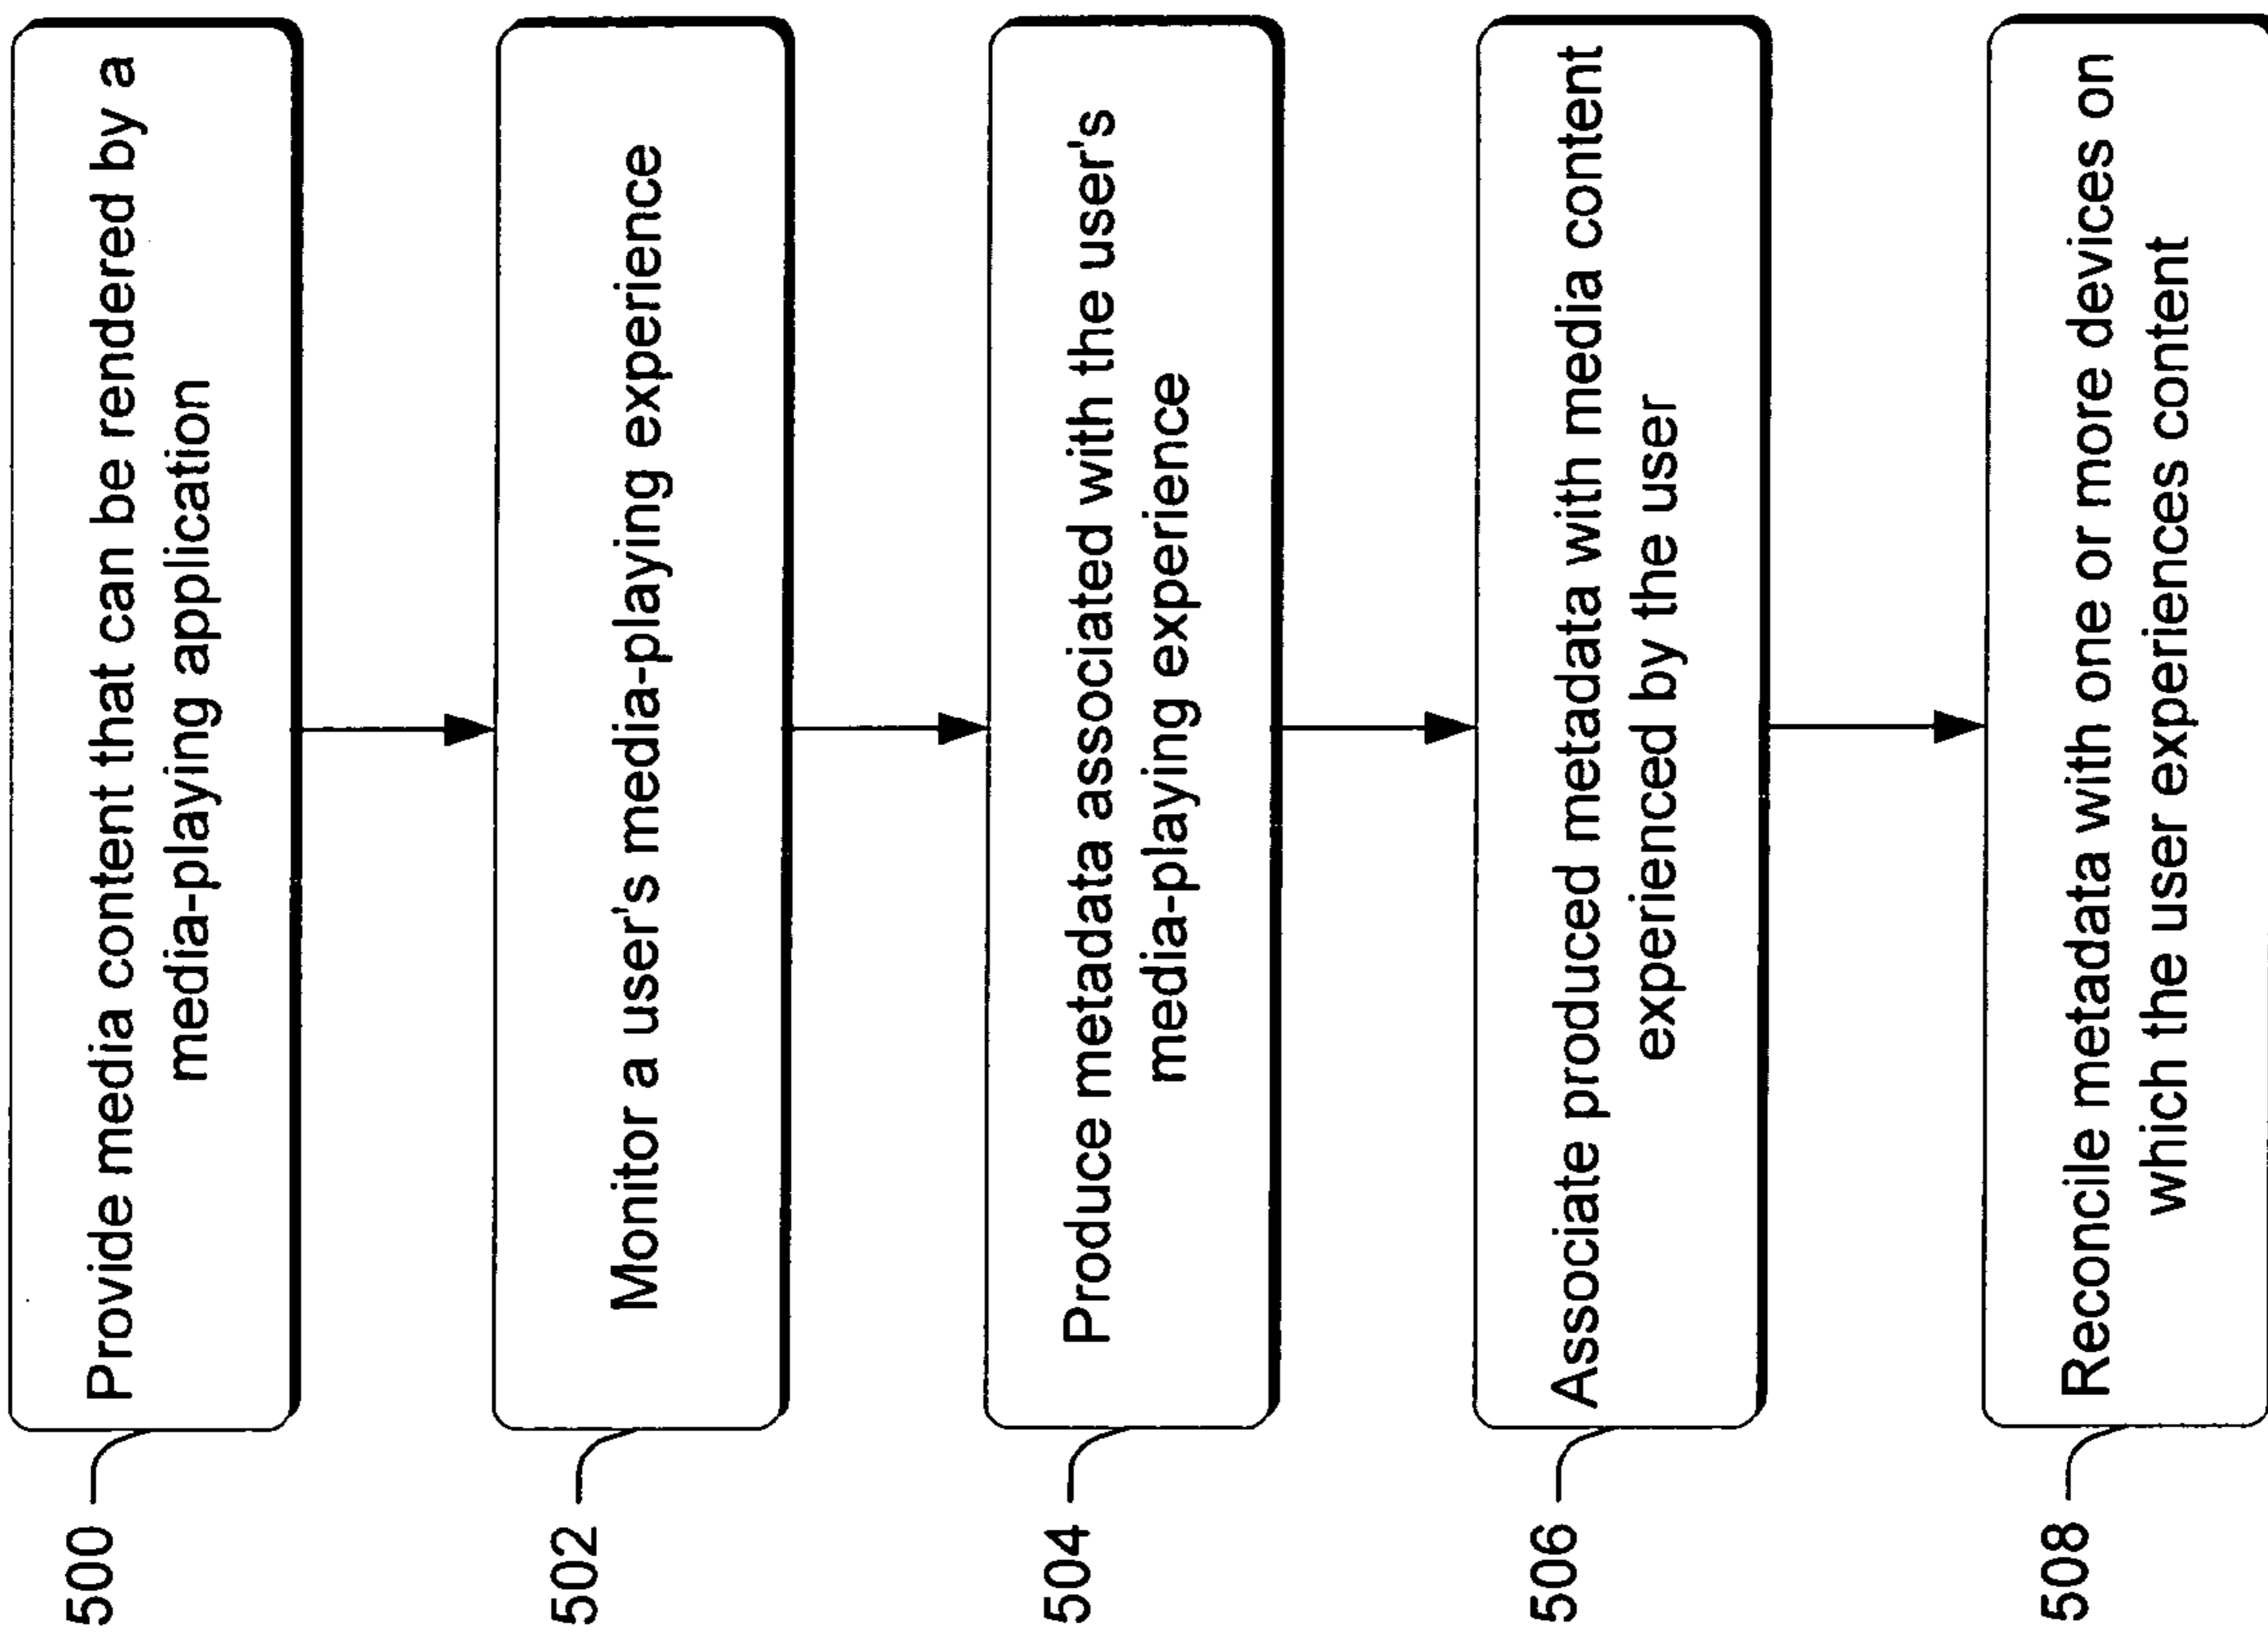 500
Provide media content that can be rendered by a
media-playing application
502
Monitor a user's media-playing experience
504
Produce metadata associated with the user's
media-playing experience
506
Associate produced metadata with media content
experienced by the user
508
Reconcile metadata with one or more devices on
which the user experiences content